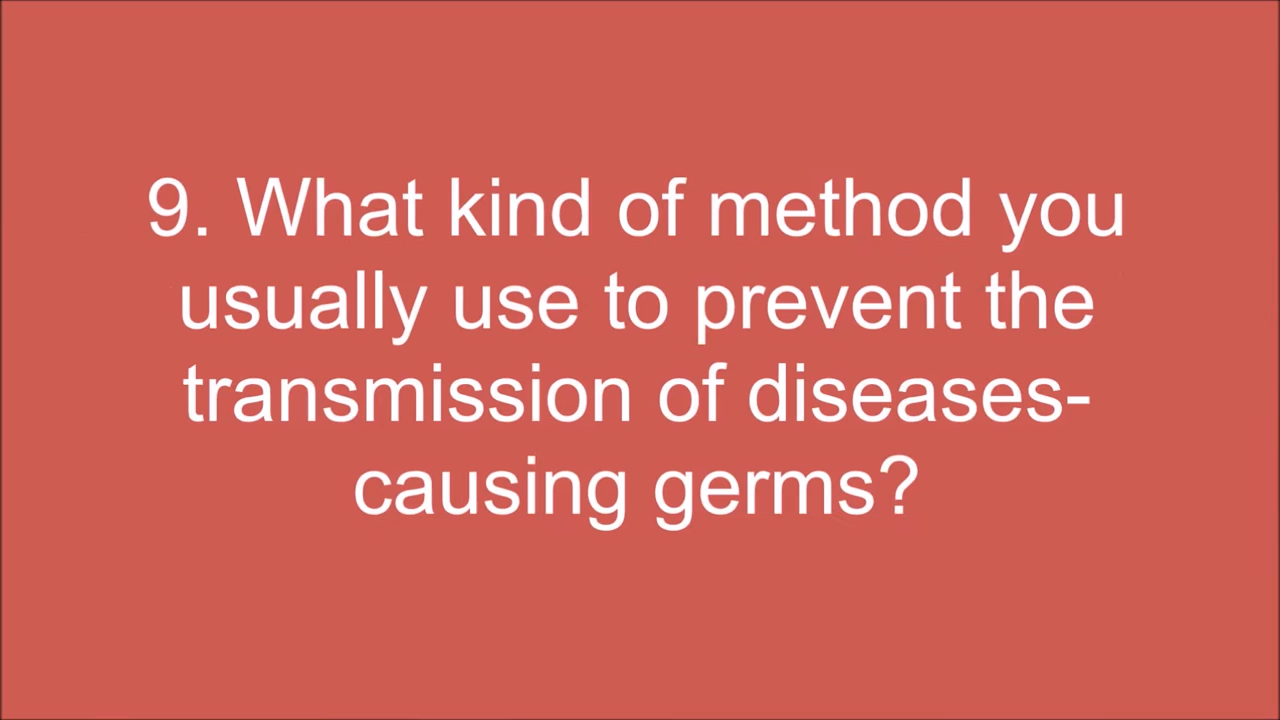 9. What kind of method you
usually use to prevent the
transmission of diseases-
causing germs?